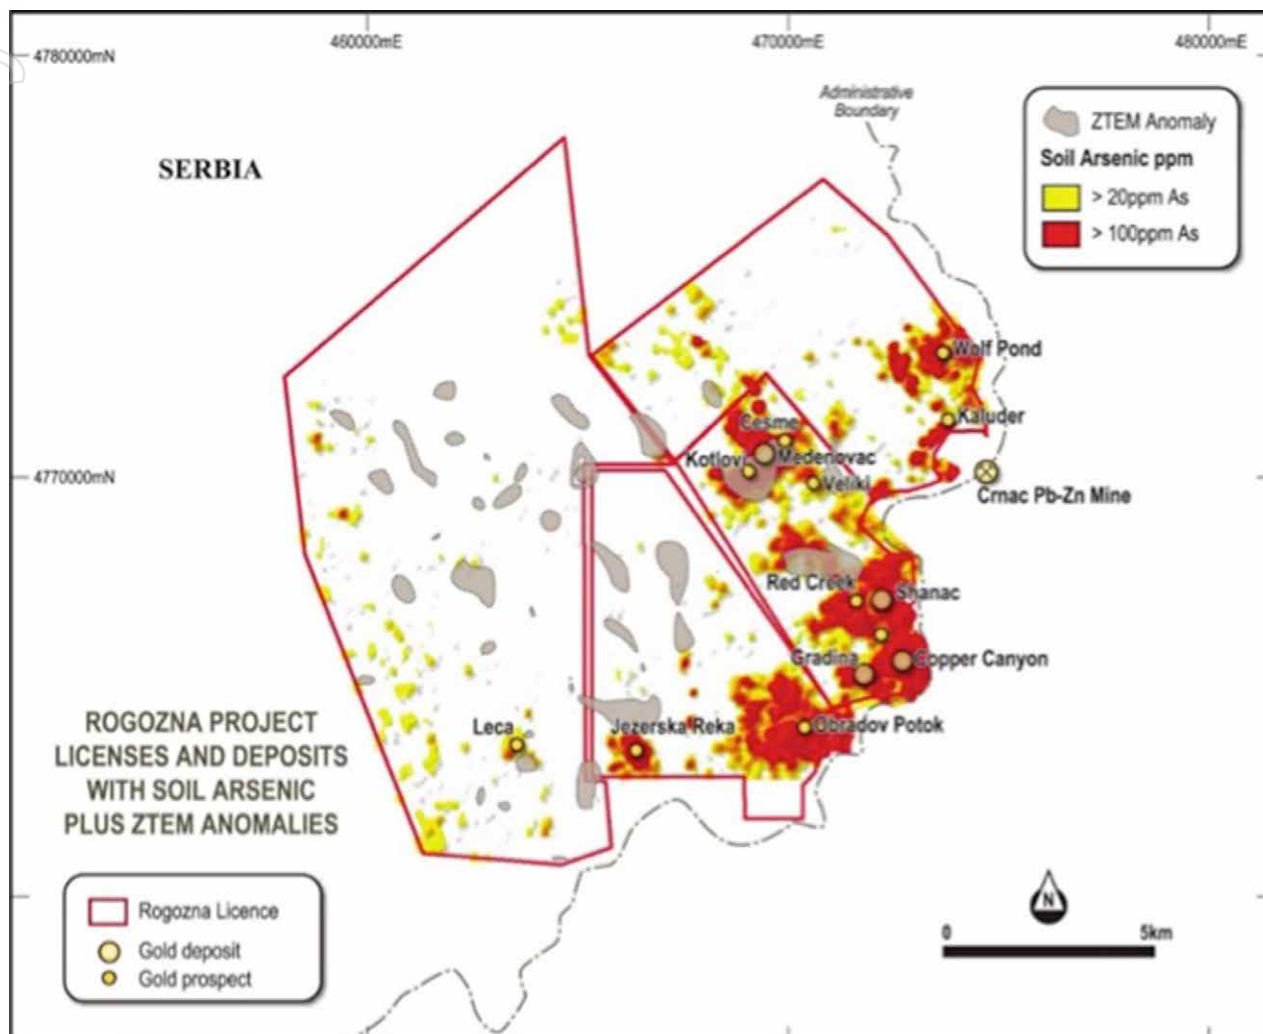 460000mE
470000mE
480000mE
4780000mN
Administrative
Boundary
SERBIA
ZTEM Anomaly
Soil Arsenic ppm
> 20ppm As
> 100ppm As
Wolf Pond
Kaluder
Cesme
Kotlovi
Medenovac
Veliki
4770000mN
Crnac Pb-Zn Mine
Red Creek
Shanac
Gradina
Copper Canyon
Leca
Jezerska Reka
Obradov Potok
ROGOZNA PROJECT
LICENSES AND DEPOSITS
WITH SOIL ARSENIC
PLUS ZTEM ANOMALIES
Rogozna Licence
Gold deposit
Gold prospect
N
0
5km